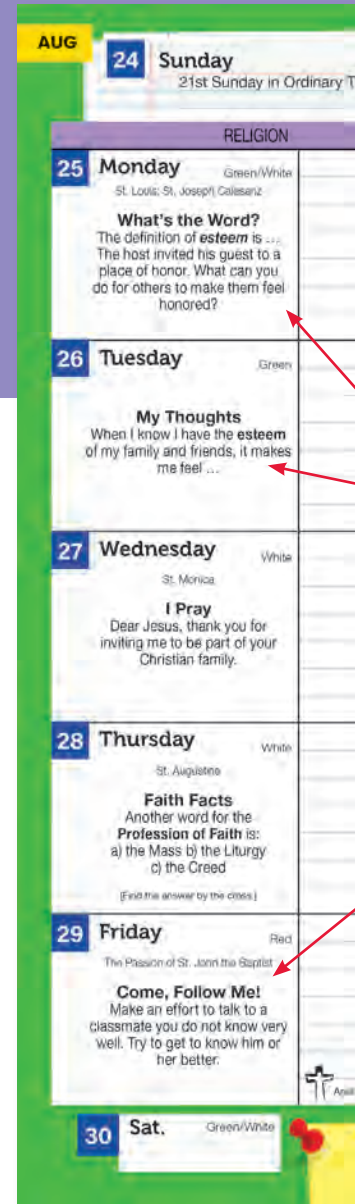 AUG
24 Sunday
21st Sunday in Ordinary T
RELIGION
25 Monday Green/White
St. Louis; St. Joseph Calasanz
What's the Word?
The definition of esteem is ...
The host invited his guest to a
place of honor. What can you
do for others to make them feel
honored?
26 Tuesday Green
My Thoughts
When I know I have the esteem
of my family and friends, it makes
me feel ...
27 Wednesday White
St. Monica
I Pray
Dear Jesus, thank you for
inviting me to be part of your
Christian family.
28 Thursday White
St. Augustine
Faith Facts
Another word for the
Profession of Faith is:
a) the Mass b) the Liturgy
c) the Creed
(Find the answer by the cross.)
29 Friday Red
The Passion of St. John the Baptist
Come, Follow Me!
Make an effort to talk to a
classmate you do not know very
well. Try to get to know him or
her better.
30 Sat. Green/White